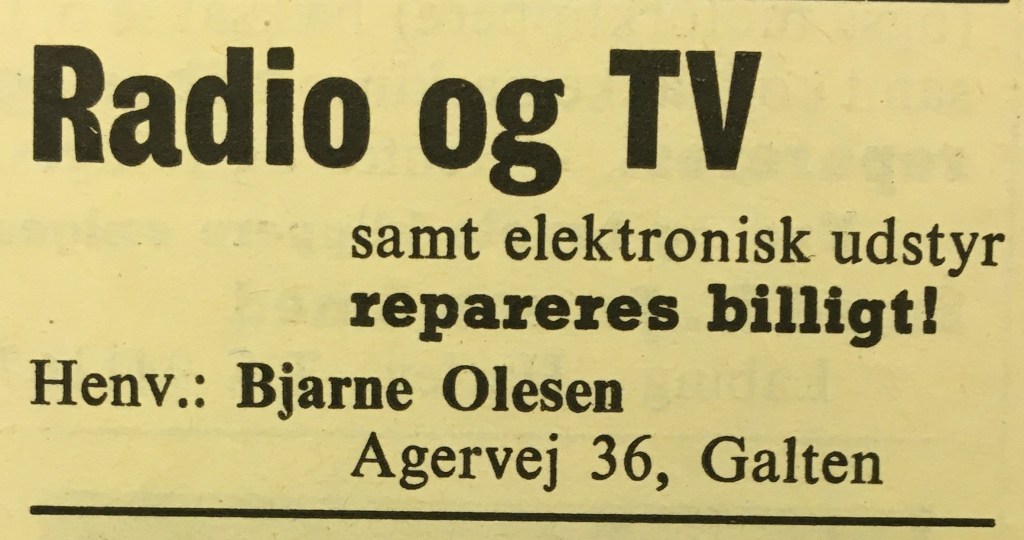 Radio og TV
samt elektronisk udstyr
repareres billigt!
Henv.: Bjarne Olesen
Agervej 36, Galten